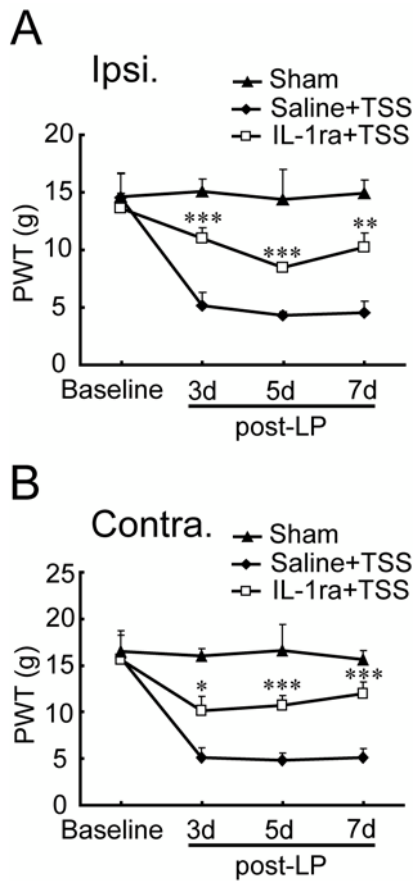 A
Ipsi.
Sham
Saline+TSS
IL-1ra+TSS
20
15
10
5
0
PWT (g)
***
***
**
Baseline
3d
5d
7d
post-LP
B
Contra.
Sham
Saline+TSS
IL-1ra+TSS
25
20
15
10
5
0
PWT (g)
*
***
***
Baseline
3d
5d
7d
post-LP